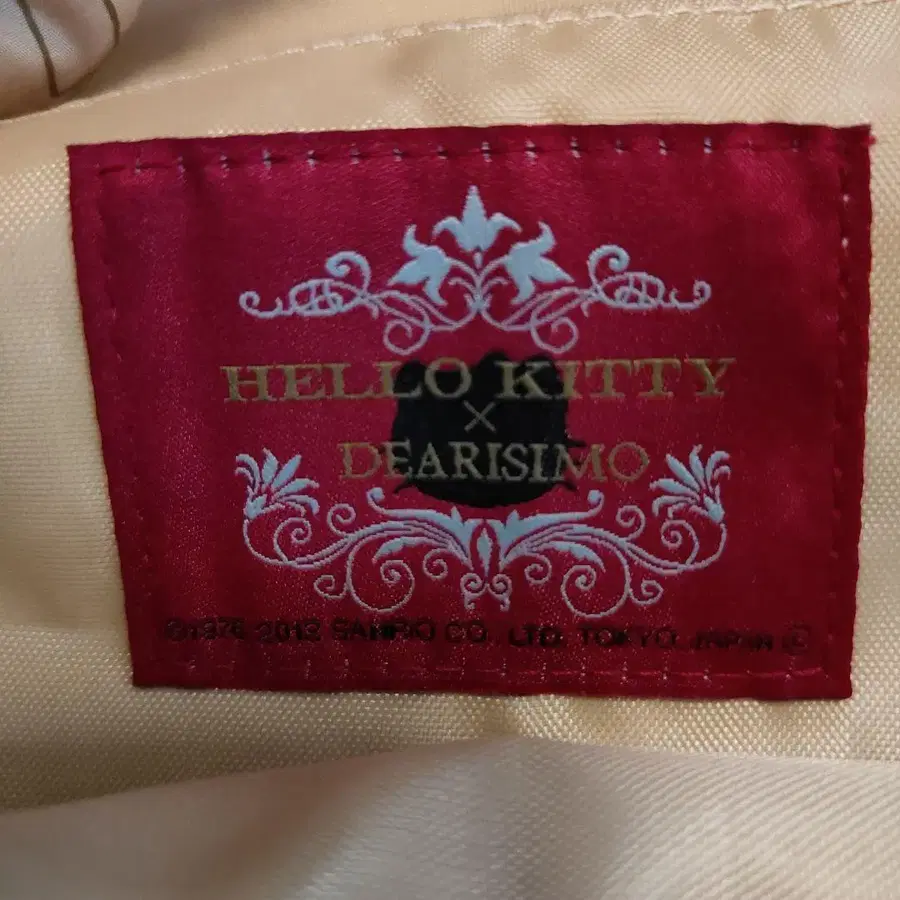 HELLO KITTY
×
DEARISIMO
©1976 2012 SANRIO CO., LTD. TOKYO, JAPAN Ⓛ